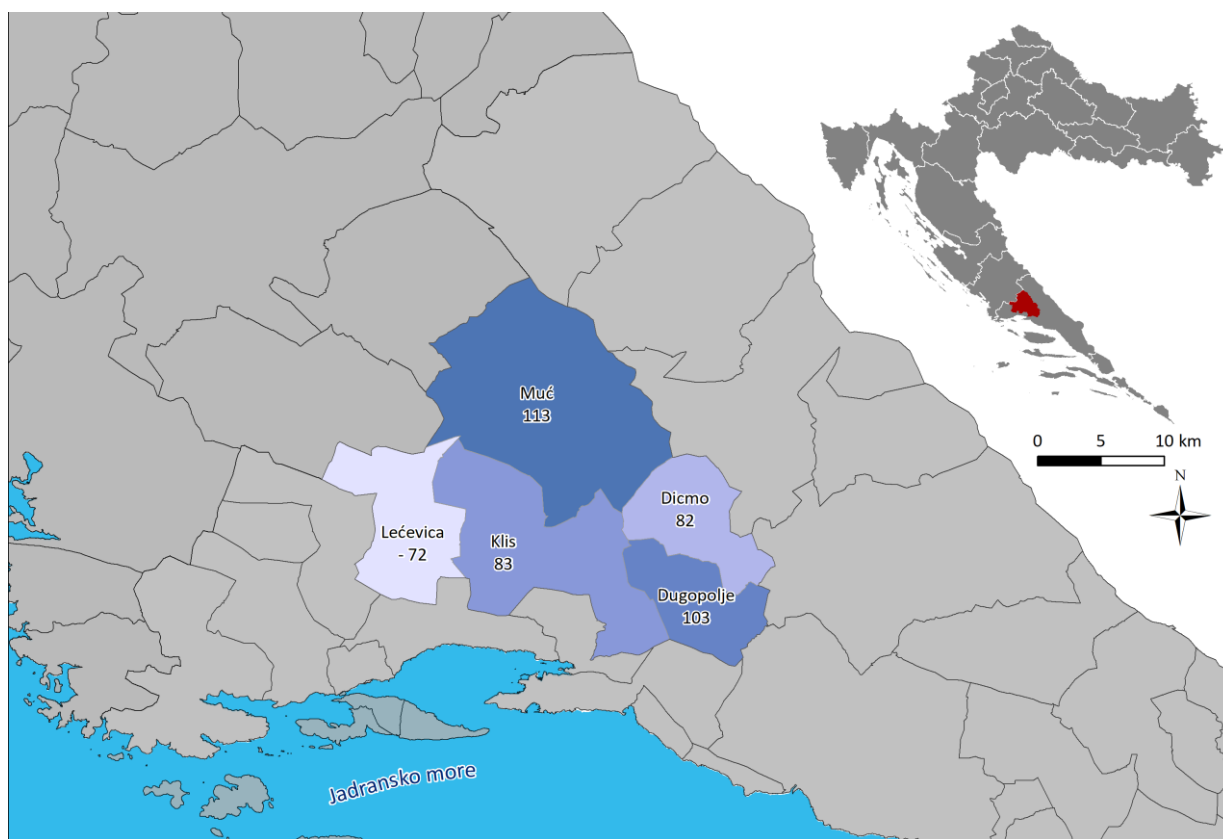 Muć
113
Lećevica
- 72
Klis
83
Dicmo
82
Dugopolje
103
Jadransko more
0 5 10 km
N